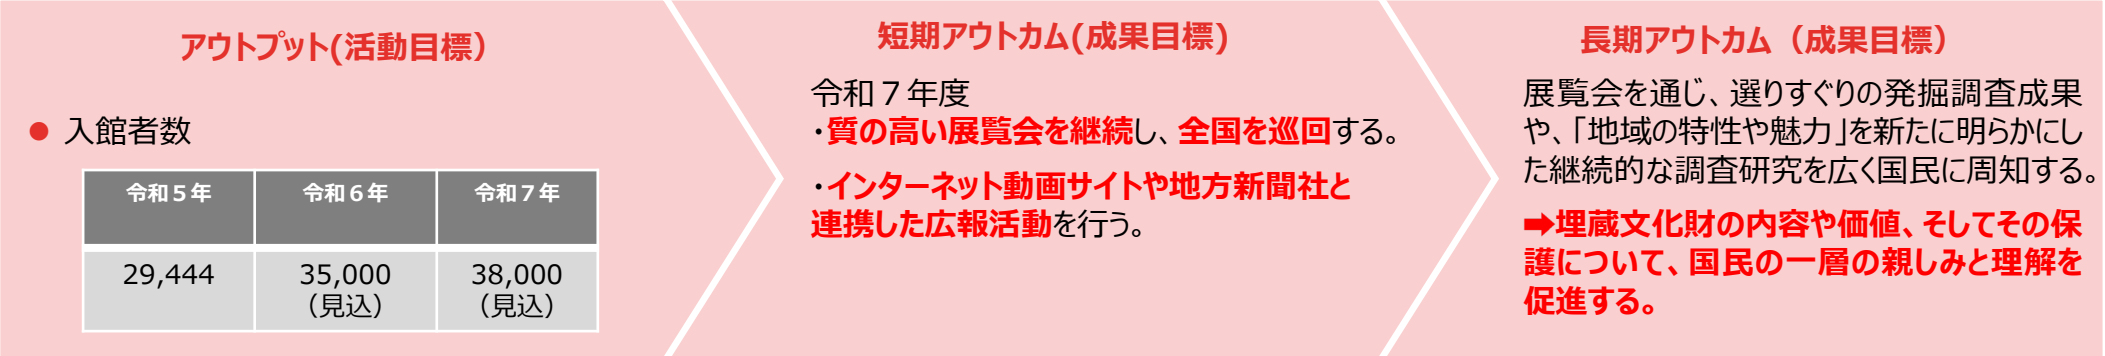 アウトプット(活動目標）
● 入館者数
令和５年 令和６年 令和７年
29,444 35,000 38,000
（見込） （見込）
短期アウトカム(成果目標)
令和７年度
・質の高い展覧会を継続し、全国を巡回する。
・インターネット動画サイトや地方新聞社と
連携した広報活動を行う。
長期アウトカム（成果目標）
展覧会を通じ、選りすぐりの発掘調査成果
や、「地域の特性や魅力」を新たに明らかにし
た継続的な調査研究を広く国民に周知する。
➡埋蔵文化財の内容や価値、そしてその保
護について、国民の一層の親しみと理解を
促進する。